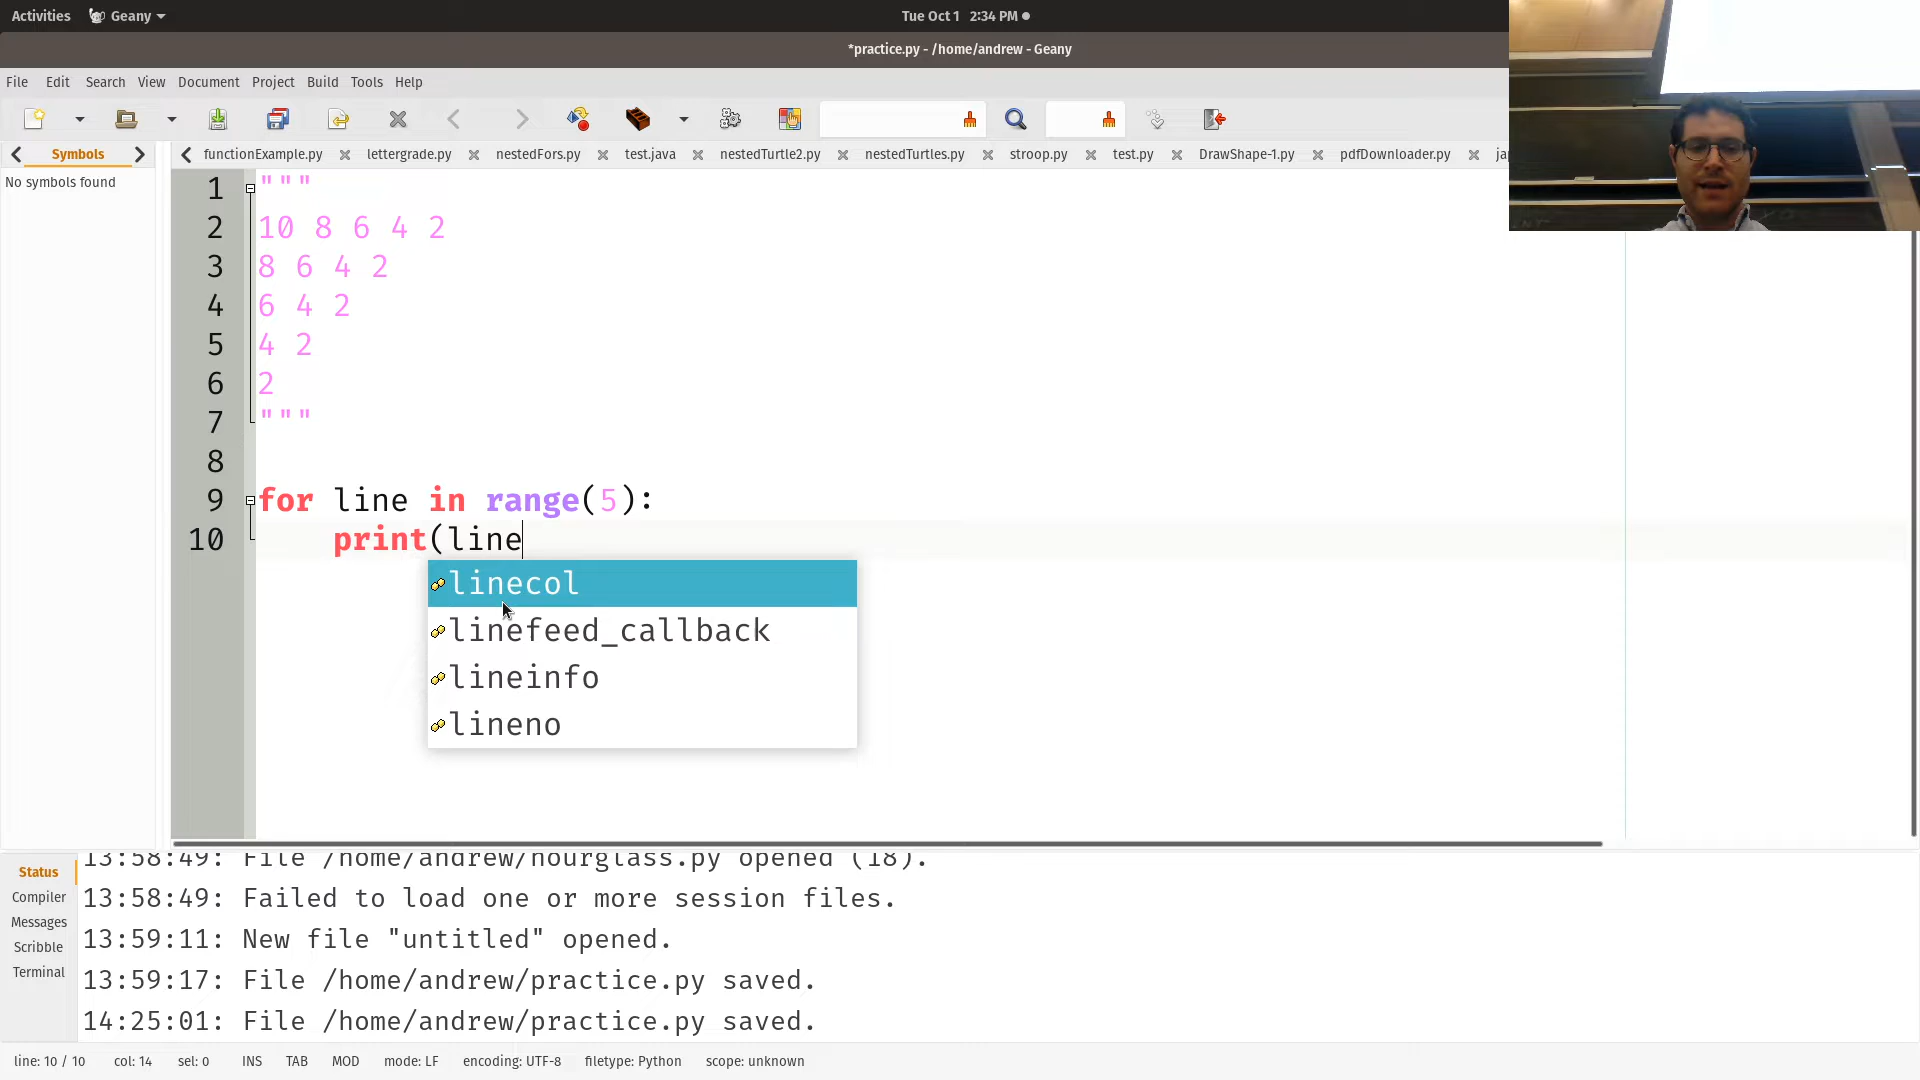 Activities Geany Tue Oct 1 2:34 PM
*practice.py - /home/andrew - Geany
File Edit Search View Document Project Build Tools Help
Symbols functionExample.py lettergrade.py nestedFors.py test.java nestedTurtle2.py nestedTurtles.py stroop.py test.py DrawShape-1.py pdfDownloader.py
No symbols found
1 """
2 10 8 6 4 2
3 8 6 4 2
4 6 4 2
5 4 2
6 2
7 """
8
9 for line in range(5):
10 print(line
linecol
linefeed_callback
lineinfo
lineno
Status
Compiler
Messages
Scribble
Terminal
13:58:49: File /home/andrew/hourglass.py opened (18).
13:58:49: Failed to load one or more session files.
13:59:11: New file "untitled" opened.
13:59:17: File /home/andrew/practice.py saved.
14:25:01: File /home/andrew/practice.py saved.
line: 10 / 10 col: 14 sel: 0 INS TAB MOD mode: LF encoding: UTF-8 filetype: Python scope: unknown